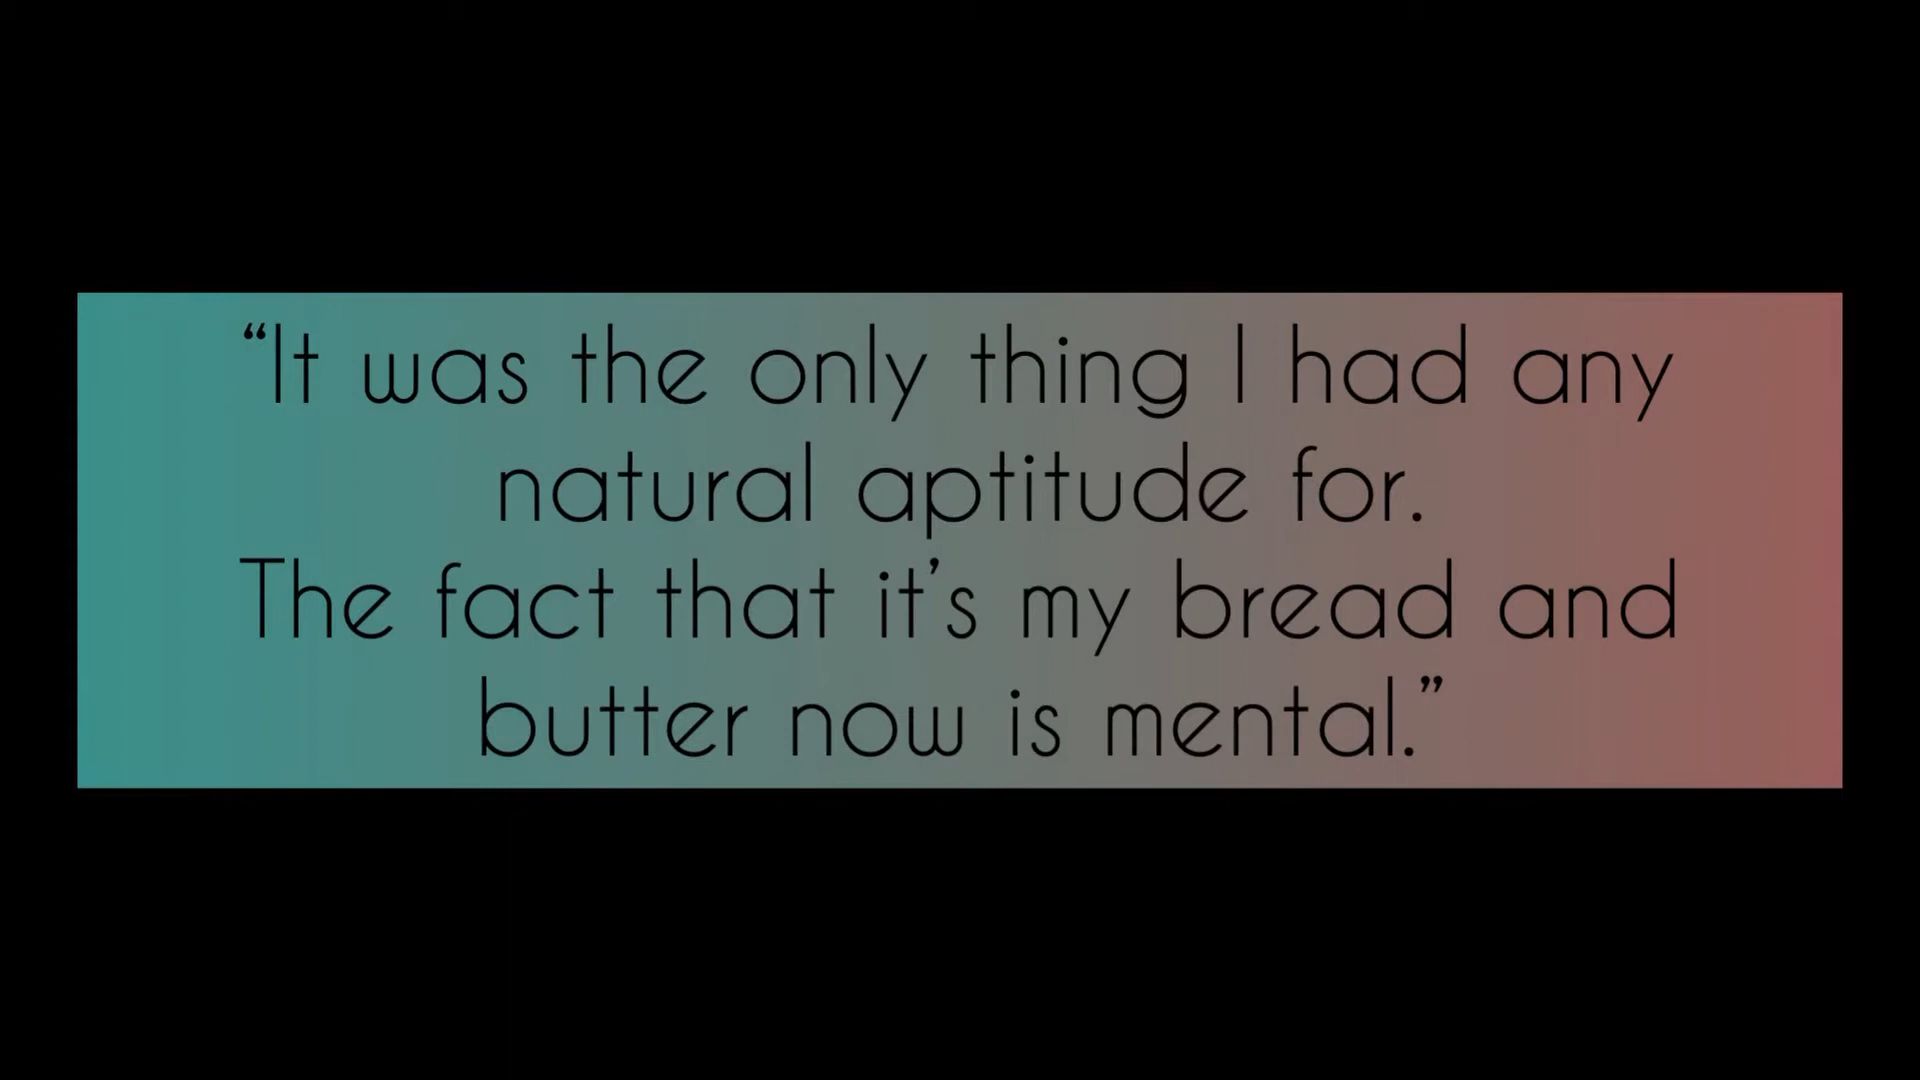 “It was the only thing I had any
natural aptitude for.
The fact that it’s my bread and
butter now is mental.”